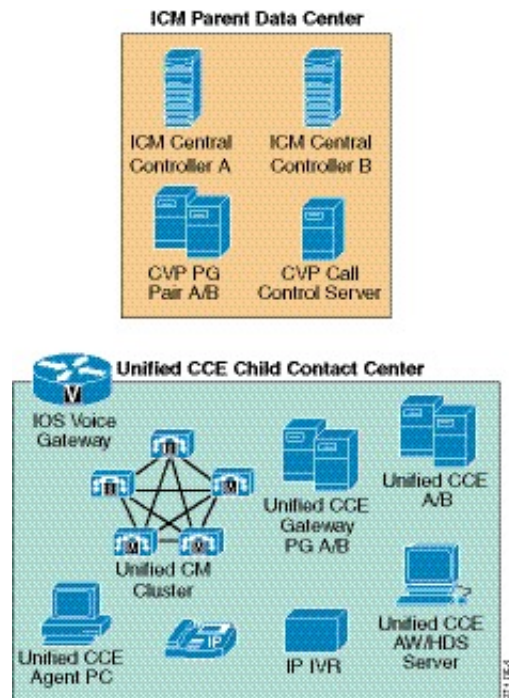 ICM Parent Data Center
ICM Central
Controller A
ICM Central
Controller B
CVP PG
Pair A/B
CVP Call
Control Server
Unified CCE Child Contact Center
IOS Voice
Gateway
V
Unified CM
Cluster
Unified CCE
Gateway
PG A/B
Unified CCE
A/B
Unified CCE
Agent PC
IP
IP IVR
Unified CCE
AW/HDS
Server